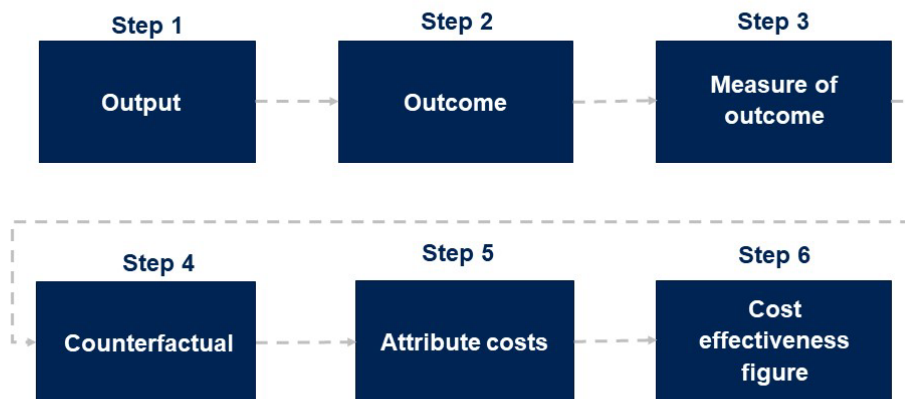 Step 1
Step 2
Step 3
Output
Outcome
Measure of
outcome
Step 4
Step 5
Step 6
Counterfactual
Attribute costs
Cost
effectiveness
figure